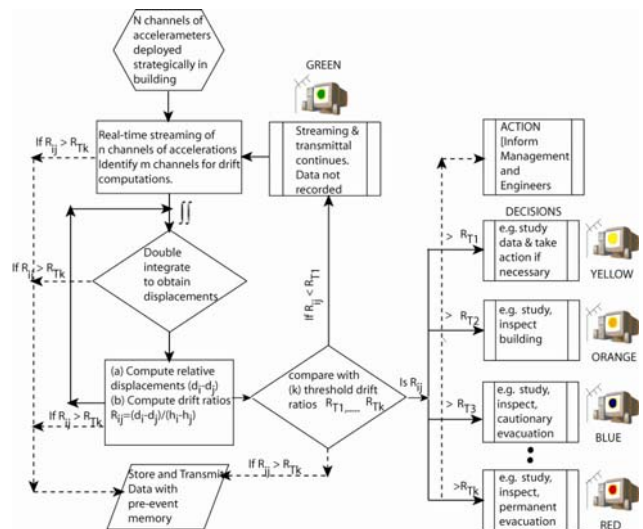 N channels of
accelerameters
deployed
strategically in
building
GREEN
If Rij > RTk
Real-time streaming of
n channels of accelerations
Identify m channels for drift
computations.
Streaming &
transmittal
continues.
Data not
recorded
ACTION
[Inform
Management
and
Engineers
∬
DECISIONS
> RT1
e.g. study
data & take
action if
necessary
YELLOW
If Rij > RTk
Double
integrate
to obtain
displacements
If Rij < RT1
> RT2
e.g. study,
inspect
building
ORANGE
(a) Compute relative
displacements (di-dj)
(b) Compute drift ratios
Rij=(di-dj)/(hi-hj)
compare with
(k) threshold drift
ratios RT1,..... RTk
Is Rij
> RT3
e.g. study,
inspect,
cautionary
evacuation
BLUE
If Rij > RTk
If Rij > RTk
Store and Transmit
Data with
pre-event
memory
>RTk
e.g. study,
inspect,
permanent
evacuation
RED